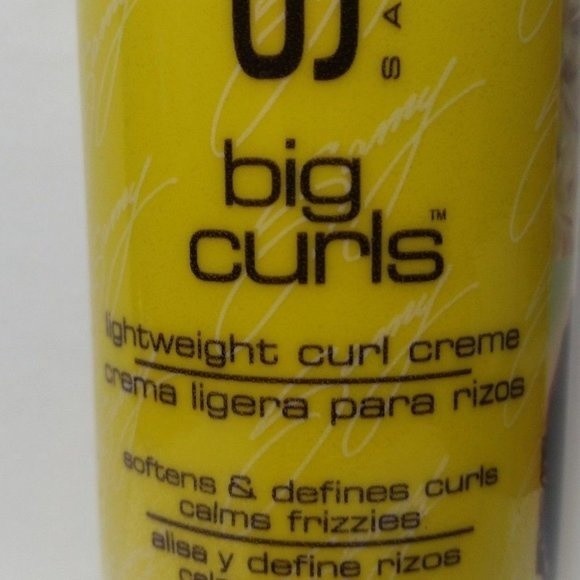 big
curls™
lightweight curl creme
crema ligera para rizos
softens & defines curls
calms frizzies
alisa y define rizos